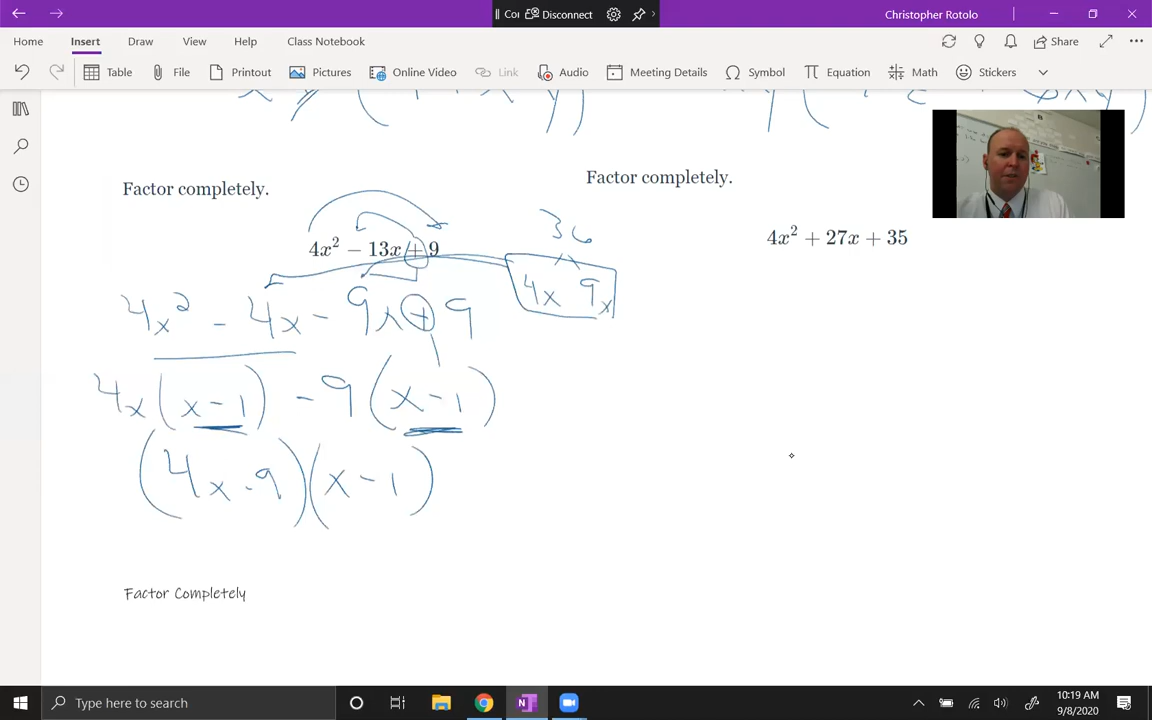 Cor Disconnect
Christopher Rotolo
Home Insert Draw View Help Class Notebook
Share
Table File Printout Pictures Online Video Link Audio Meeting Details Symbol Equation Math Stickers
Factor completely.
4x² − 13x + 9
36
4x 9x
4x² - 4x - 9x + 9
4x(x-1) - 9(x-1)
(4x-9)(x-1)
Factor completely.
4x² + 27x + 35
Factor Completely
Type here to search
10:19 AM
9/8/2020